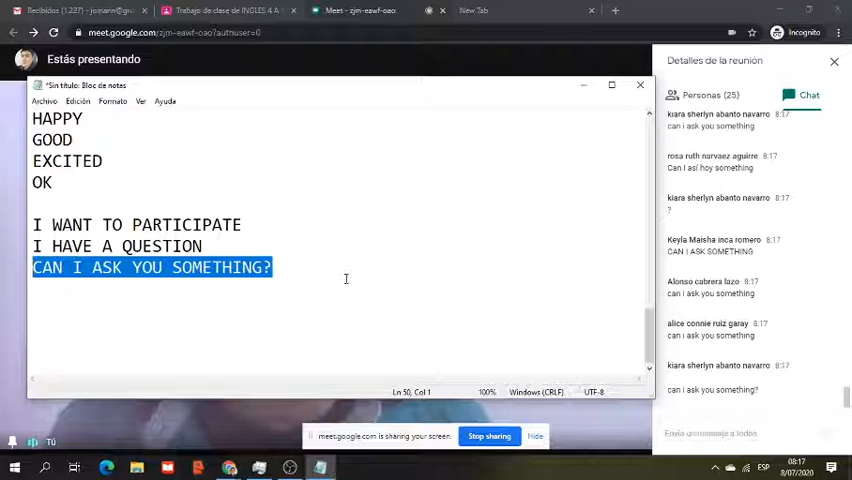 Recibidos (1.227) - jomarin@gru
Trabajo de clase de INGLES 4 A
Meet - zjm-eawf-oao
New Tab
meet.google.com/zjm-eawf-oao?authuser=0
Incognito
Estás presentando
*Sin título: Bloc de notas
Archivo Edición Formato Ver Ayuda
HAPPY
GOOD
EXCITED
OK
I WANT TO PARTICIPATE
I HAVE A QUESTION
CAN I ASK YOU SOMETHING?
Ln 50, Col 1 100% Windows (CRLF) UTF-8
Detalles de la reunión
Personas (25) Chat
kiara sherlyn abanto navarro 8:17
can i ask you something
rosa ruth narvaez aguirre 8:17
Can i así hoy something
kiara sherlyn abanto navarro 8:17
?
Keyla Maisha inca romero 8:17
CAN ASK SOMETHING
Alonso cabrera lazo 8:17
can i ask you something
alice connie ruiz garay 8:17
can i ask you something?
kiara sherlyn abanto navarro 8:17
can i ask you something?
Envía un mensaje a todos
Tú
meet.google.com is sharing your screen. Stop sharing Hide
ESP
08:17
8/07/2020